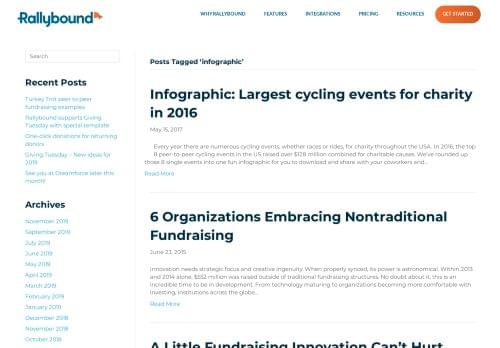 Rallybound
WHY RALLYBOUND
FEATURES
INTEGRATIONS
PRICING
RESOURCES
GET STARTED
Search
Recent Posts
Turkey Trot peer to peer
fundraising examples
Rallybound supports Giving
Tuesday with special template
One-click donations for returning
donors
Giving Tuesday – New ideas for
2019
See you at Dreamforce later this
month!
Archives
November 2019
September 2019
July 2019
June 2019
May 2019
April 2019
March 2019
February 2019
January 2019
December 2018
November 2018
October 2018
Posts Tagged ‘infographic’
Infographic: Largest cycling events for charity
in 2016
May 15, 2017
Every year there are numerous cycling events, whether races or rides, for charity throughout the USA. In 2016, the top
8 peer-to-peer cycling events in the US raised over $128 million combined for charitable causes. We've rounded up
those 8 single events into one fun infographic for you to download and share with your coworkers and…
Read More
6 Organizations Embracing Nontraditional
Fundraising
June 23, 2015
Innovation needs strategic focus and creative ingenuity. When properly synced, its power is astronomical. Within 2013
and 2014 alone, $552 million was raised outside of traditional fundraising structures. No doubt about it, this is an
incredible time to be in development. From technology maturing to organizations becoming more comfortable with
investing, institutions across the globe…
Read More
A Little Fundraising Innovation Can't Hurt